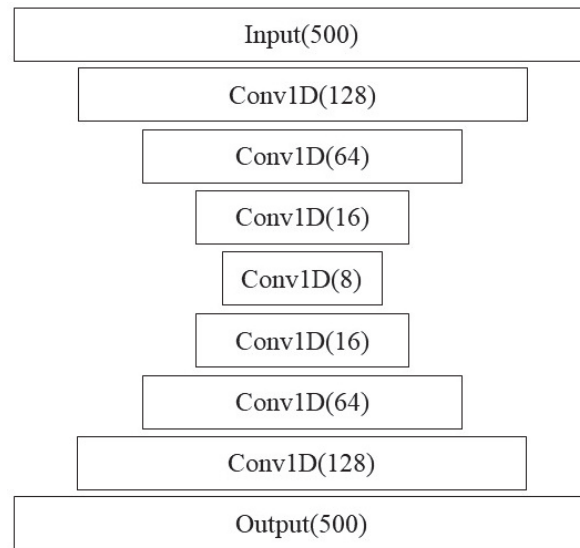 Input(500)
Conv1D(128)
Conv1D(64)
Conv1D(16)
Conv1D(8)
Conv1D(16)
Conv1D(64)
Conv1D(128)
Output(500)